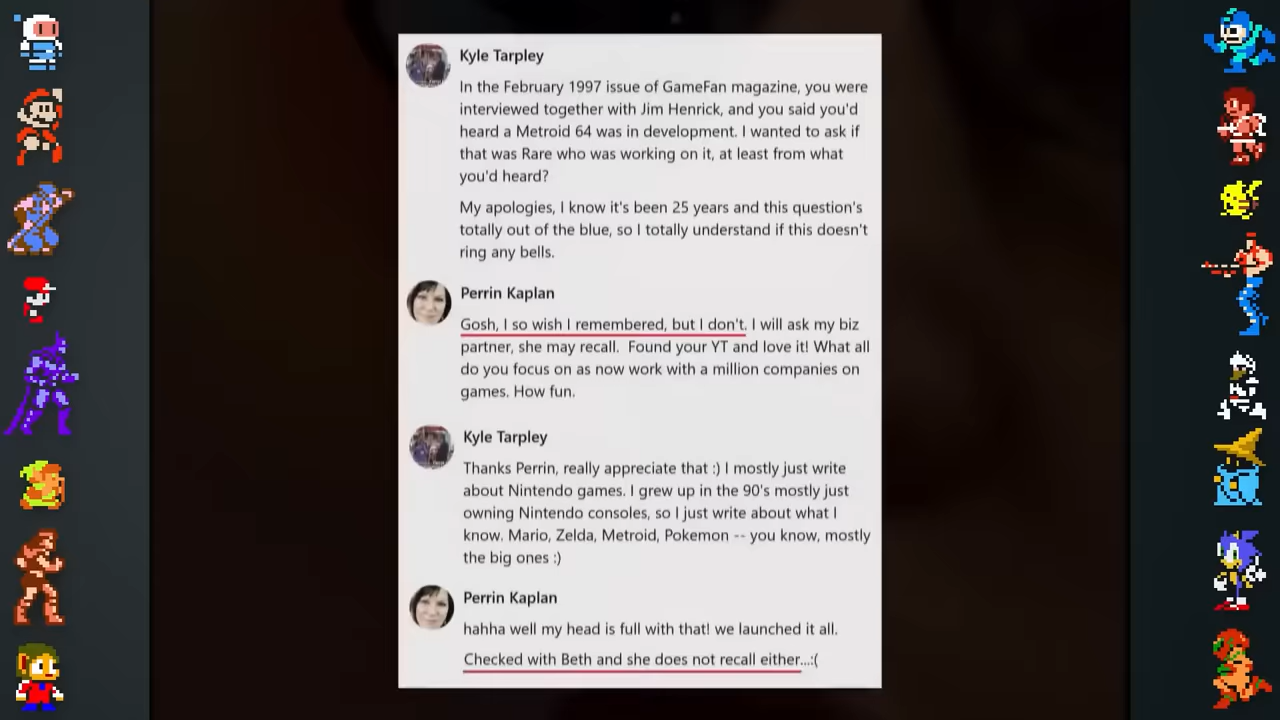 Kyle Tarpley
In the February 1997 issue of GameFan magazine, you were
interviewed together with Jim Henrick, and you said you'd
heard a Metroid 64 was in development. I wanted to ask if
that was Rare who was working on it, at least from what
you'd heard?
My apologies, I know it's been 25 years and this question's
totally out of the blue, so I totally understand if this doesn't
ring any bells.
Perrin Kaplan
Gosh, I so wish I remembered, but I don't. I will ask my biz
partner, she may recall.  Found your YT and love it! What all
do you focus on as now work with a million companies on
games. How fun.
Kyle Tarpley
Thanks Perrin, really appreciate that :) I mostly just write
about Nintendo games. I grew up in the 90's mostly just
owning Nintendo consoles, so I just write about what I
know. Mario, Zelda, Metroid, Pokemon -- you know, mostly
the big ones :)
Perrin Kaplan
hahha well my head is full with that! we launched it all.
Checked with Beth and she does not recall either...:(